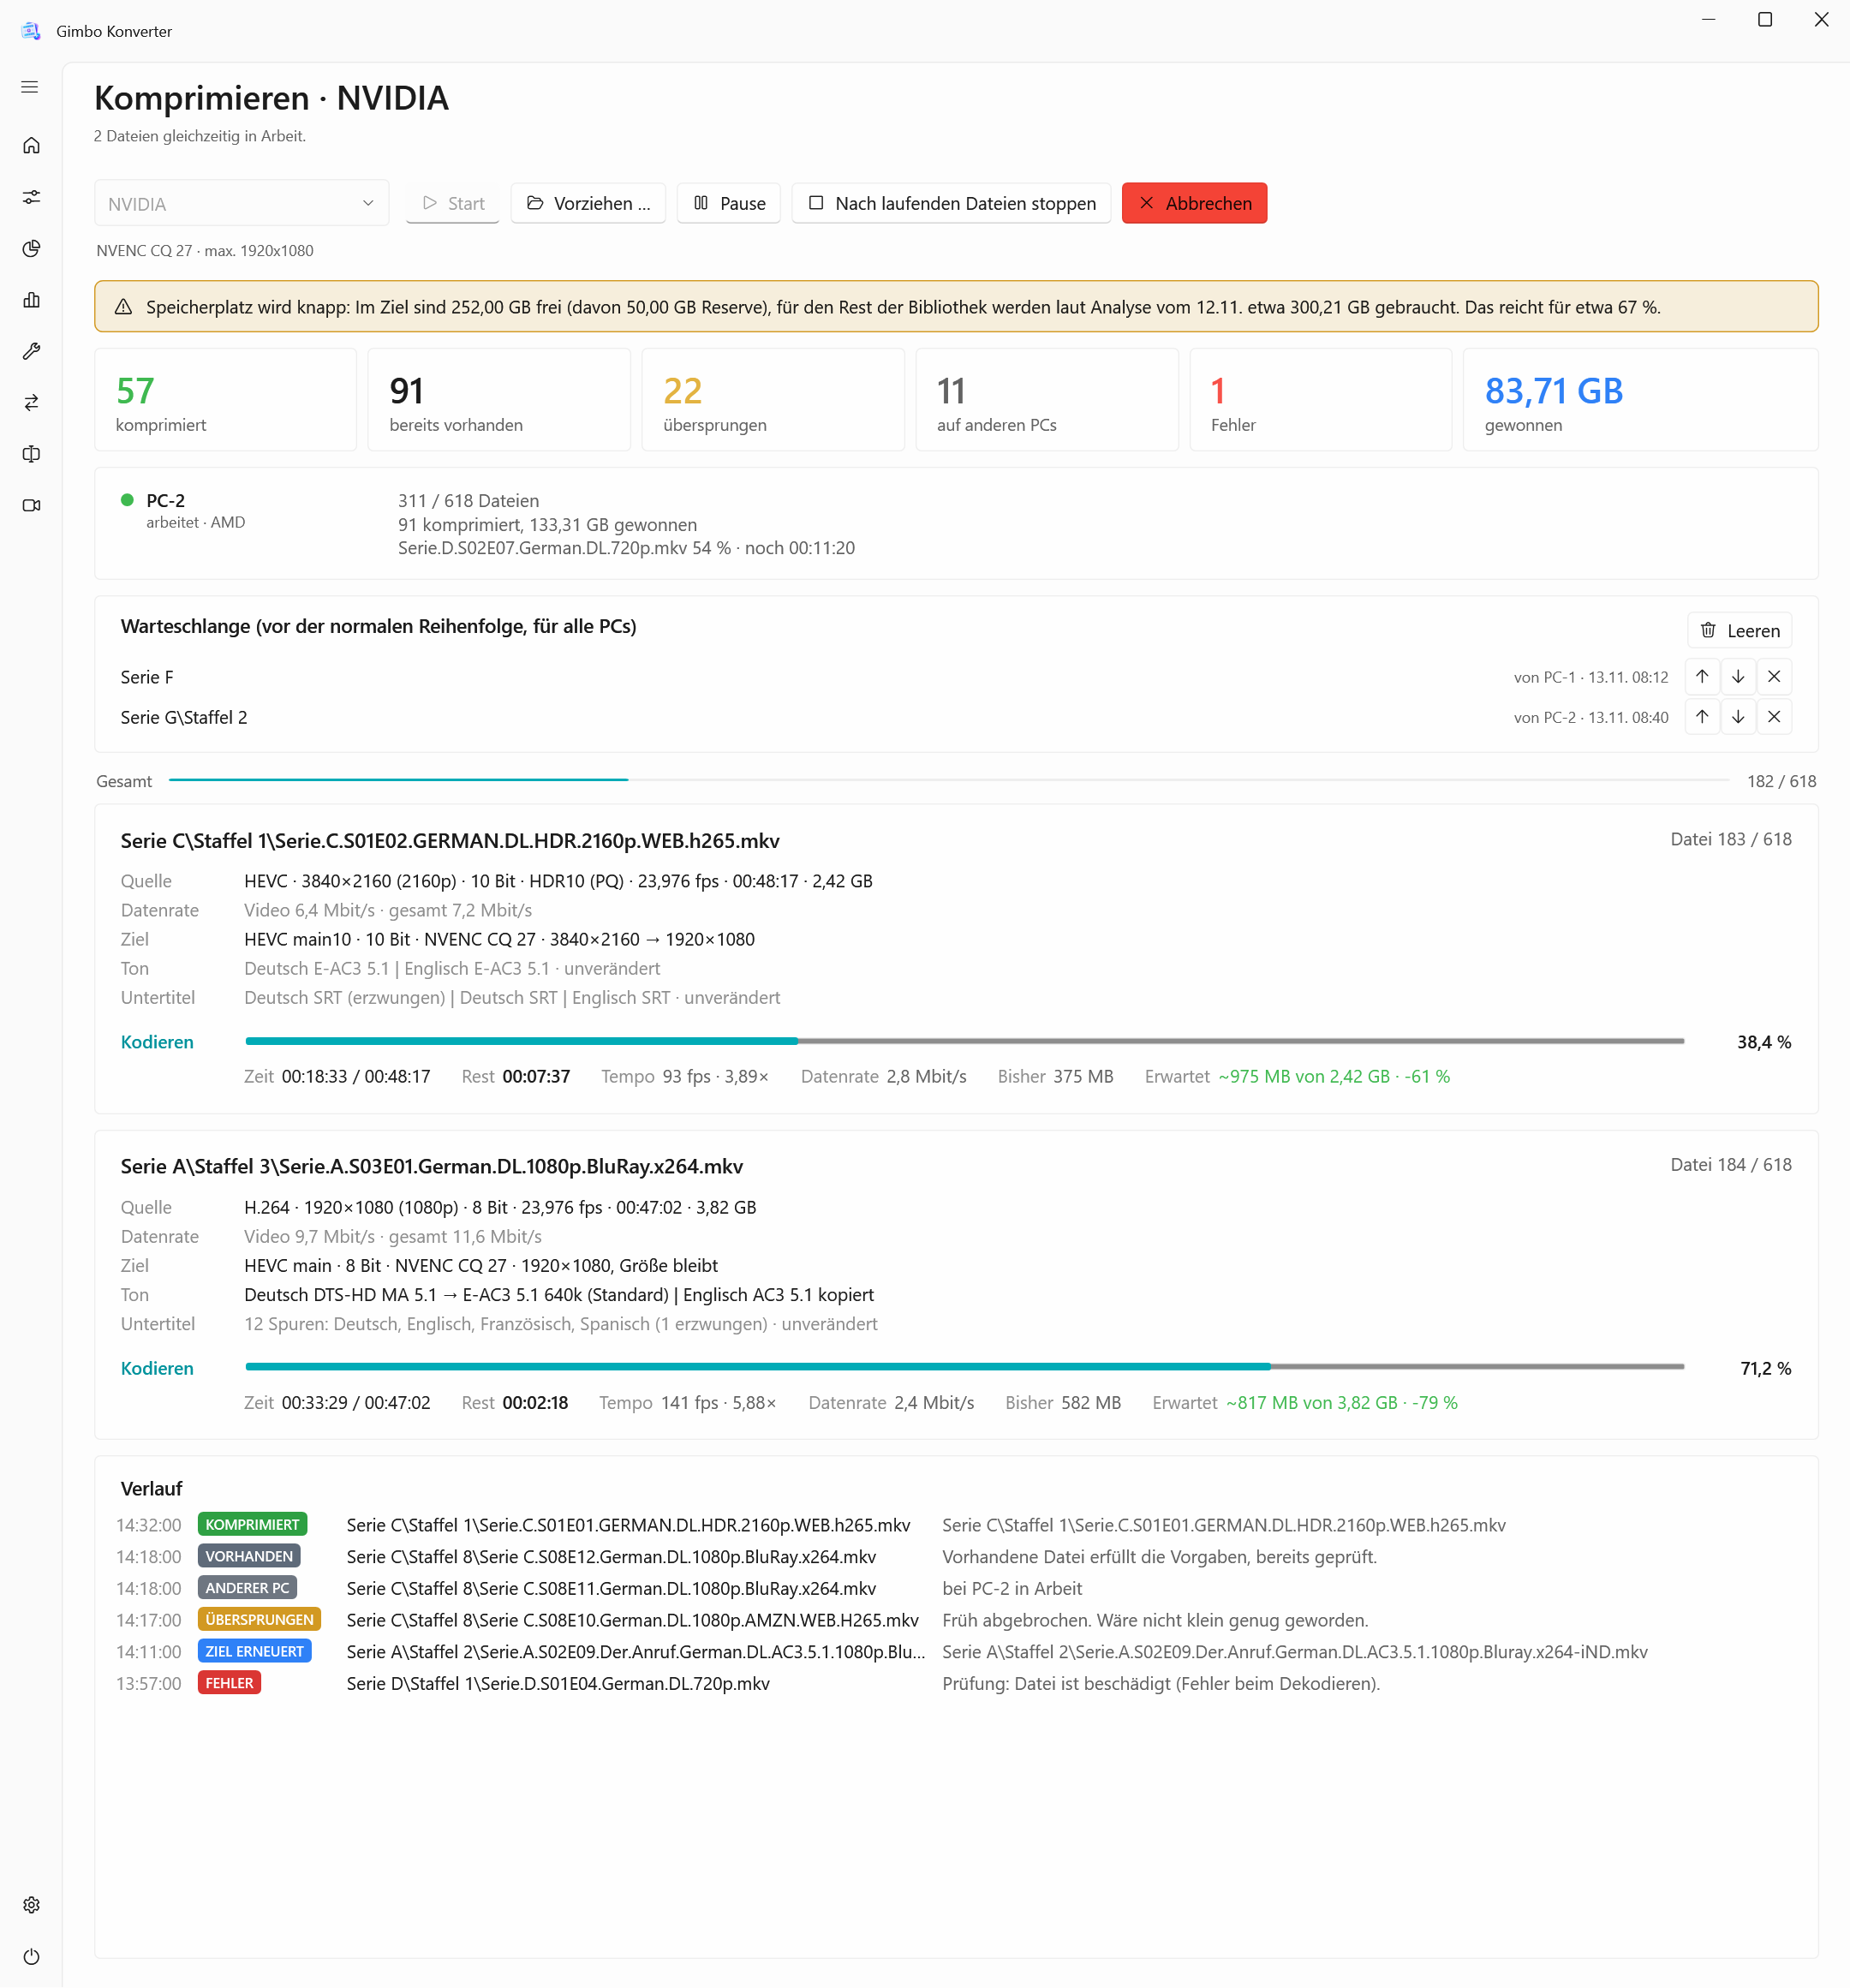 Gimbo Konverter
Komprimieren · NVIDIA
2 Dateien gleichzeitig in Arbeit.
NVIDIA
Start
Vorziehen ...
Pause
Nach laufenden Dateien stoppen
Abbrechen
NVENC CQ 27 · max. 1920x1080
Speicherplatz wird knapp: Im Ziel sind 252,00 GB frei (davon 50,00 GB Reserve), für den Rest der Bibliothek werden laut Analyse vom 12.11. etwa 300,21 GB gebraucht. Das reicht für etwa 67 %.
57
komprimiert
91
bereits vorhanden
22
übersprungen
11
auf anderen PCs
1
Fehler
83,71 GB
gewonnen
PC-2
arbeitet · AMD
311 / 618 Dateien
91 komprimiert, 133,31 GB gewonnen
Serie.D.S02E07.German.DL.720p.mkv 54 % · noch 00:11:20
Warteschlange (vor der normalen Reihenfolge, für alle PCs)
Leeren
Serie F
von PC-1 · 13.11. 08:12
Serie G\Staffel 2
von PC-2 · 13.11. 08:40
Gesamt
182 / 618
Serie C\Staffel 1\Serie.C.S01E02.GERMAN.DL.HDR.2160p.WEB.h265.mkv
Datei 183 / 618
Quelle HEVC · 3840×2160 (2160p) · 10 Bit · HDR10 (PQ) · 23,976 fps · 00:48:17 · 2,42 GB
Datenrate Video 6,4 Mbit/s · gesamt 7,2 Mbit/s
Ziel HEVC main10 · 10 Bit · NVENC CQ 27 · 3840×2160 → 1920×1080
Ton Deutsch E-AC3 5.1 | Englisch E-AC3 5.1 · unverändert
Untertitel Deutsch SRT (erzwungen) | Deutsch SRT | Englisch SRT · unverändert
Kodieren 38,4 %
Zeit 00:18:33 / 00:48:17 Rest 00:07:37 Tempo 93 fps · 3,89× Datenrate 2,8 Mbit/s Bisher 375 MB Erwartet ~975 MB von 2,42 GB · -61 %
Serie A\Staffel 3\Serie.A.S03E01.German.DL.1080p.BluRay.x264.mkv
Datei 184 / 618
Quelle H.264 · 1920×1080 (1080p) · 8 Bit · 23,976 fps · 00:47:02 · 3,82 GB
Datenrate Video 9,7 Mbit/s · gesamt 11,6 Mbit/s
Ziel HEVC main · 8 Bit · NVENC CQ 27 · 1920×1080, Größe bleibt
Ton Deutsch DTS-HD MA 5.1 → E-AC3 5.1 640k (Standard) | Englisch AC3 5.1 kopiert
Untertitel 12 Spuren: Deutsch, Englisch, Französisch, Spanisch (1 erzwungen) · unverändert
Kodieren 71,2 %
Zeit 00:33:29 / 00:47:02 Rest 00:02:18 Tempo 141 fps · 5,88× Datenrate 2,4 Mbit/s Bisher 582 MB Erwartet ~817 MB von 3,82 GB · -79 %
Verlauf
14:32:00 KOMPRIMIERT Serie C\Staffel 1\Serie.C.S01E01.GERMAN.DL.HDR.2160p.WEB.h265.mkv Serie C\Staffel 1\Serie.C.S01E01.GERMAN.DL.HDR.2160p.WEB.h265.mkv
14:18:00 VORHANDEN Serie C\Staffel 8\Serie C.S08E12.German.DL.1080p.BluRay.x264.mkv Vorhandene Datei erfüllt die Vorgaben, bereits geprüft.
14:18:00 ANDERER PC Serie C\Staffel 8\Serie C.S08E11.German.DL.1080p.BluRay.x264.mkv bei PC-2 in Arbeit
14:17:00 ÜBERSPRUNGEN Serie C\Staffel 8\Serie C.S08E10.German.DL.1080p.AMZN.WEB.H265.mkv Früh abgebrochen. Wäre nicht klein genug geworden.
14:11:00 ZIEL ERNEUERT Serie A\Staffel 2\Serie.A.S02E09.Der.Anruf.German.DL.AC3.5.1.1080p.Blu... Serie A\Staffel 2\Serie.A.S02E09.Der.Anruf.German.DL.AC3.5.1.1080p.Bluray.x264-iND.mkv
13:57:00 FEHLER Serie D\Staffel 1\Serie.D.S01E04.German.DL.720p.mkv Prüfung: Datei ist beschädigt (Fehler beim Dekodieren).